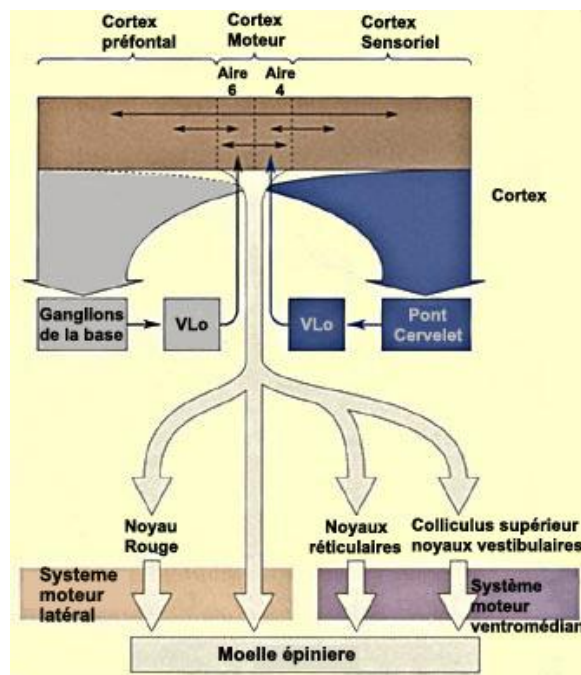 Cortex
préfontal
Cortex
Moteur
Cortex
Sensoriel
Aire
6
Aire
4
Cortex
Ganglions
de la base
VLo
VLo
Pont
Cervelet
Noyau
Rouge
Noyaux
réticulaires
Colliculus supérieur
noyaux vestibulaires
Systeme
moteur
latéral
Système
moteur
ventromédian
Moelle épiniere